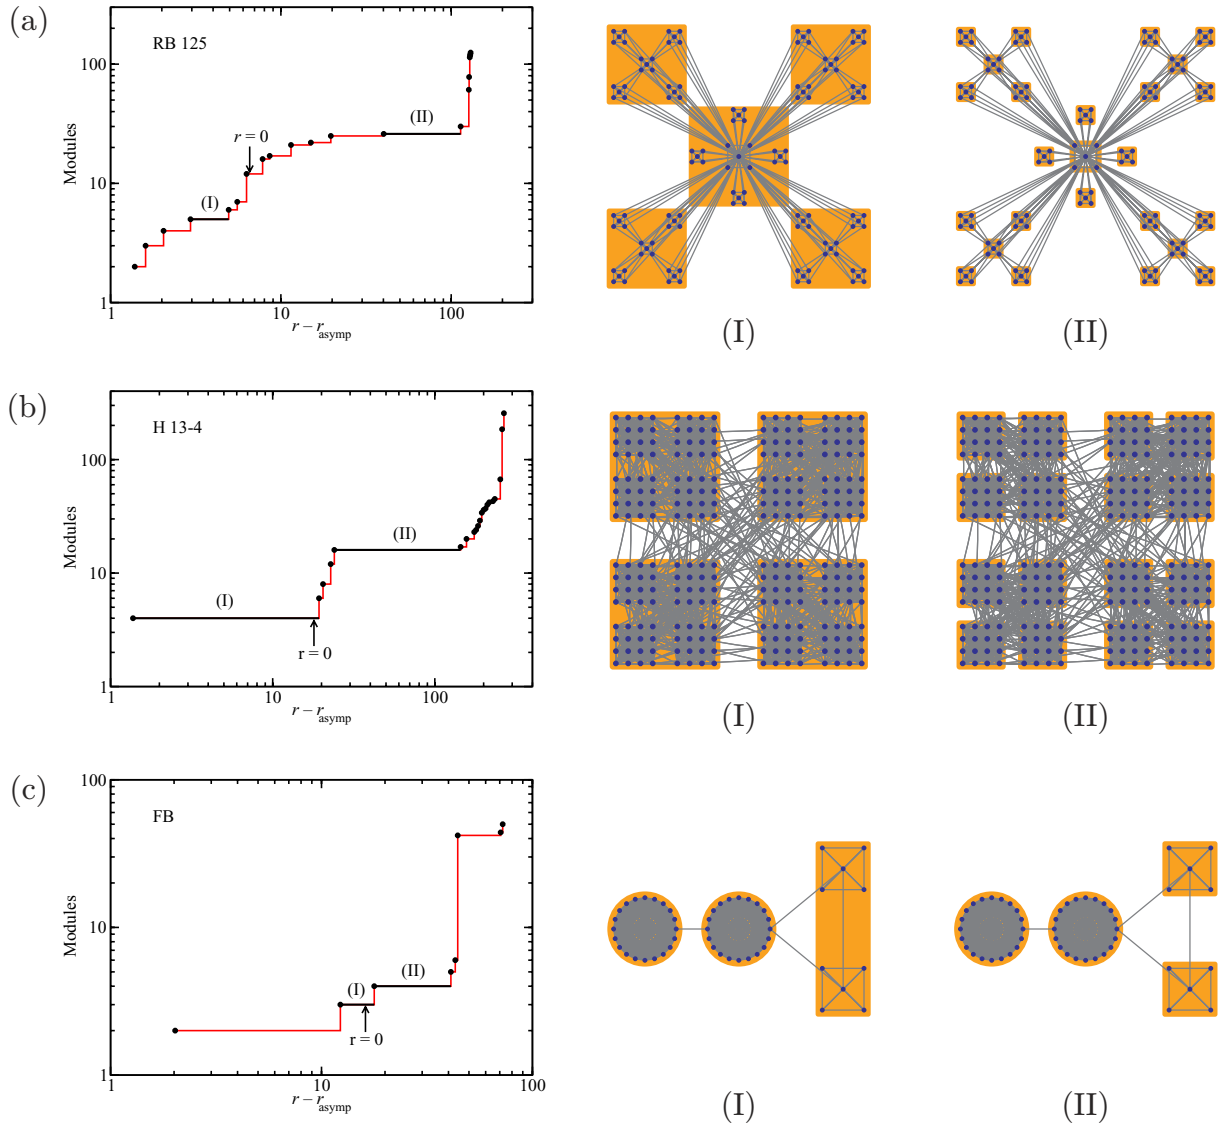 (a)
RB 125
Modules
100
10
1
r = 0
(I)
(II)
1
10
100
r − r_asymp
(I)
(II)
(b)
H 13-4
Modules
100
10
1
(I)
(II)
r = 0
1
10
100
r − r_asymp
(I)
(II)
(c)
FB
Modules
100
10
1
(I)
(II)
r = 0
1
10
100
r − r_asymp
(I)
(II)